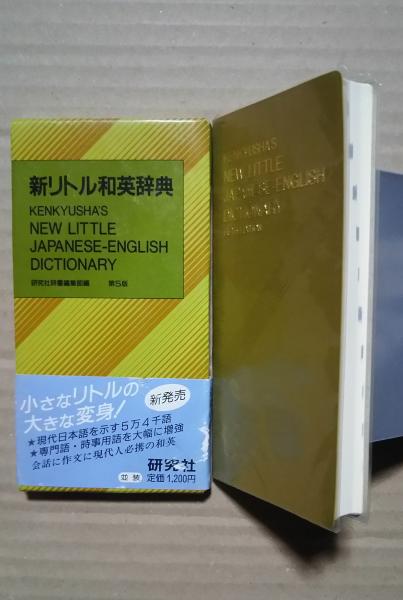 新リトル和英辞典
KENKYUSHA'S
NEW LITTLE
JAPANESE-ENGLISH
DICTIONARY
研究社辞書編集部編 第5版
小さなリトルの
大きな変身!
新発売
★現代日本語を示す5万4千語
★専門語・時事用語を大幅に増強
会話に作文に現代人必携の和英
研究社
並装 定価1,200円
KENKYUSHA'S
NEW LITTLE
JAPANESE-ENGLISH
DICTIONARY